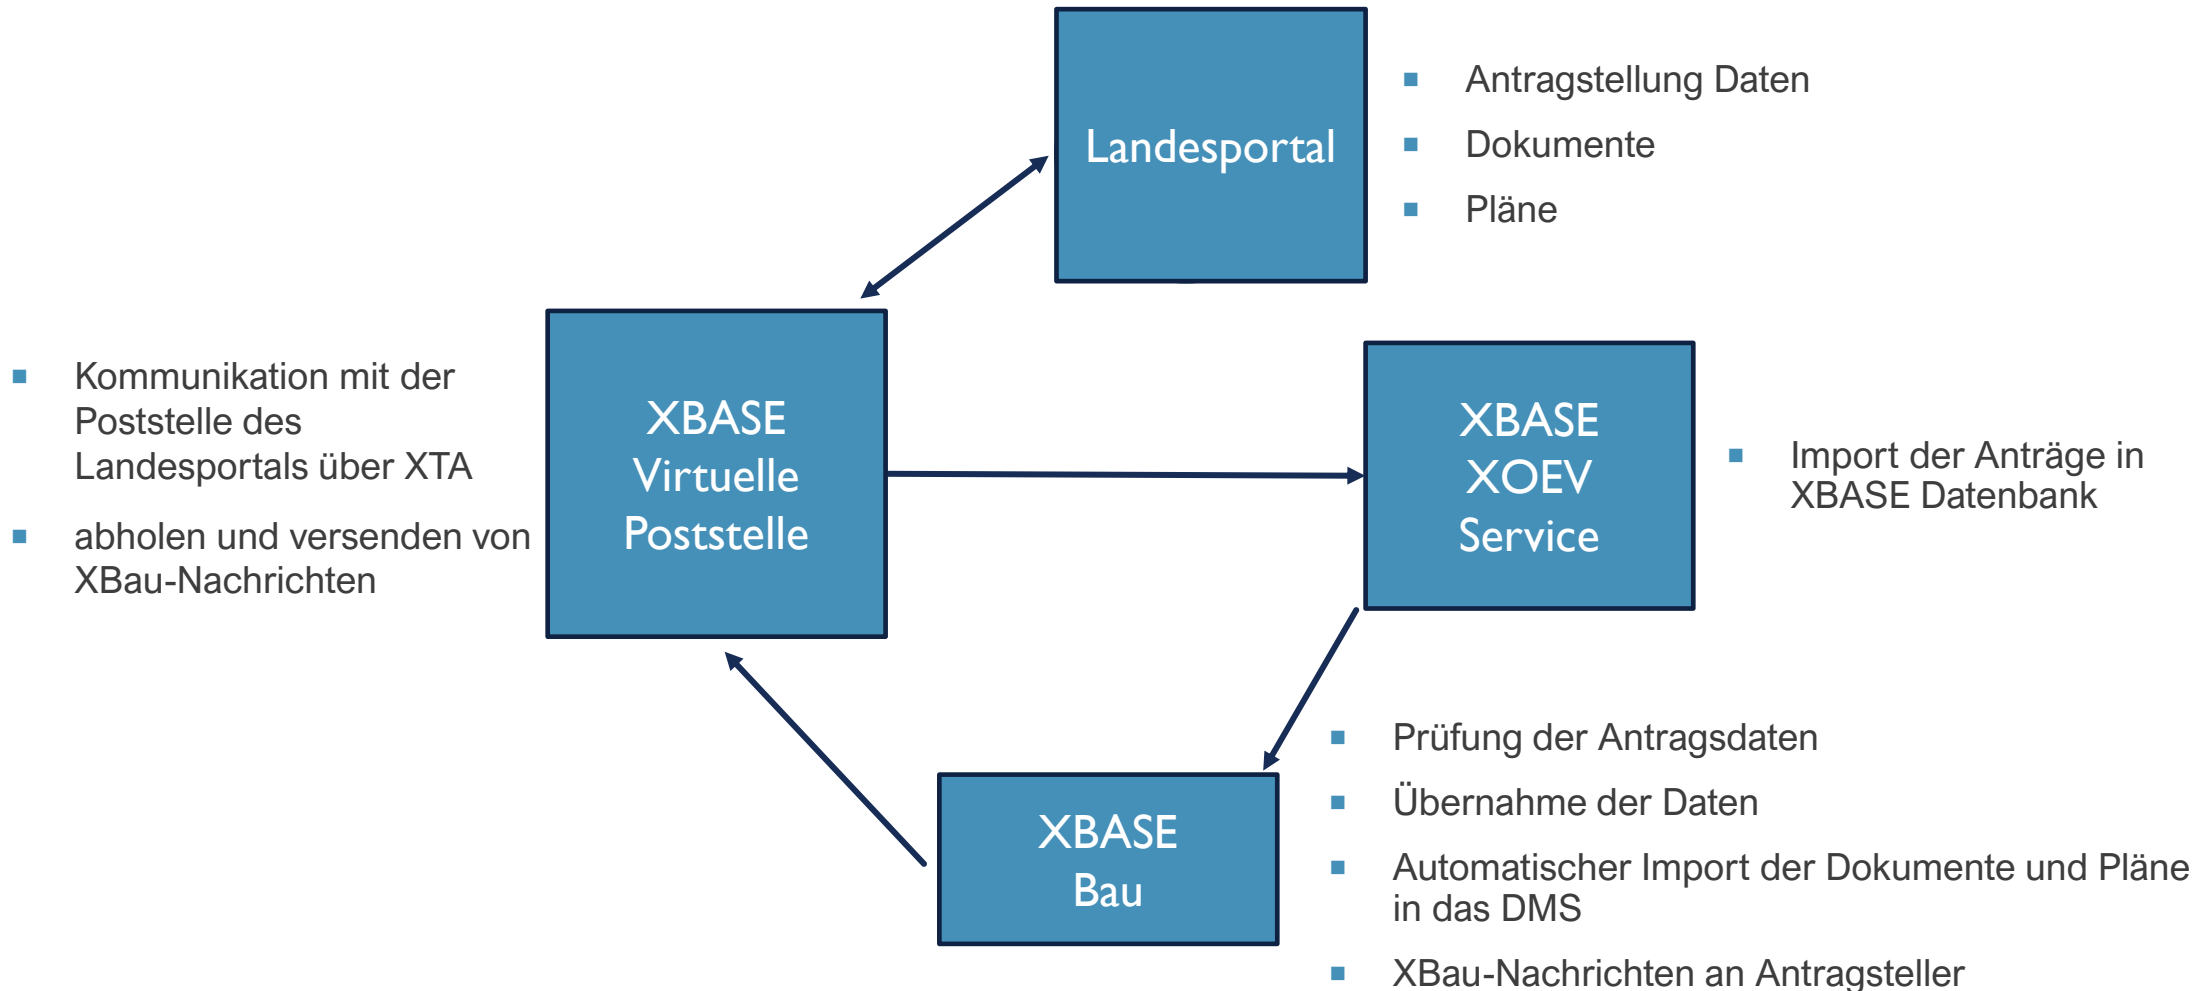 Landesportal
Antragstellung Daten
Dokumente
Pläne
Kommunikation mit der
Poststelle des
Landesportals über XTA
abholen und versenden von
XBau-Nachrichten
XBASE
Virtuelle
Poststelle
XBASE
XOEV
Service
Import der Anträge in
XBASE Datenbank
XBASE
Bau
Prüfung der Antragsdaten
Übernahme der Daten
Automatischer Import der Dokumente und Pläne
in das DMS
XBau-Nachrichten an Antragsteller